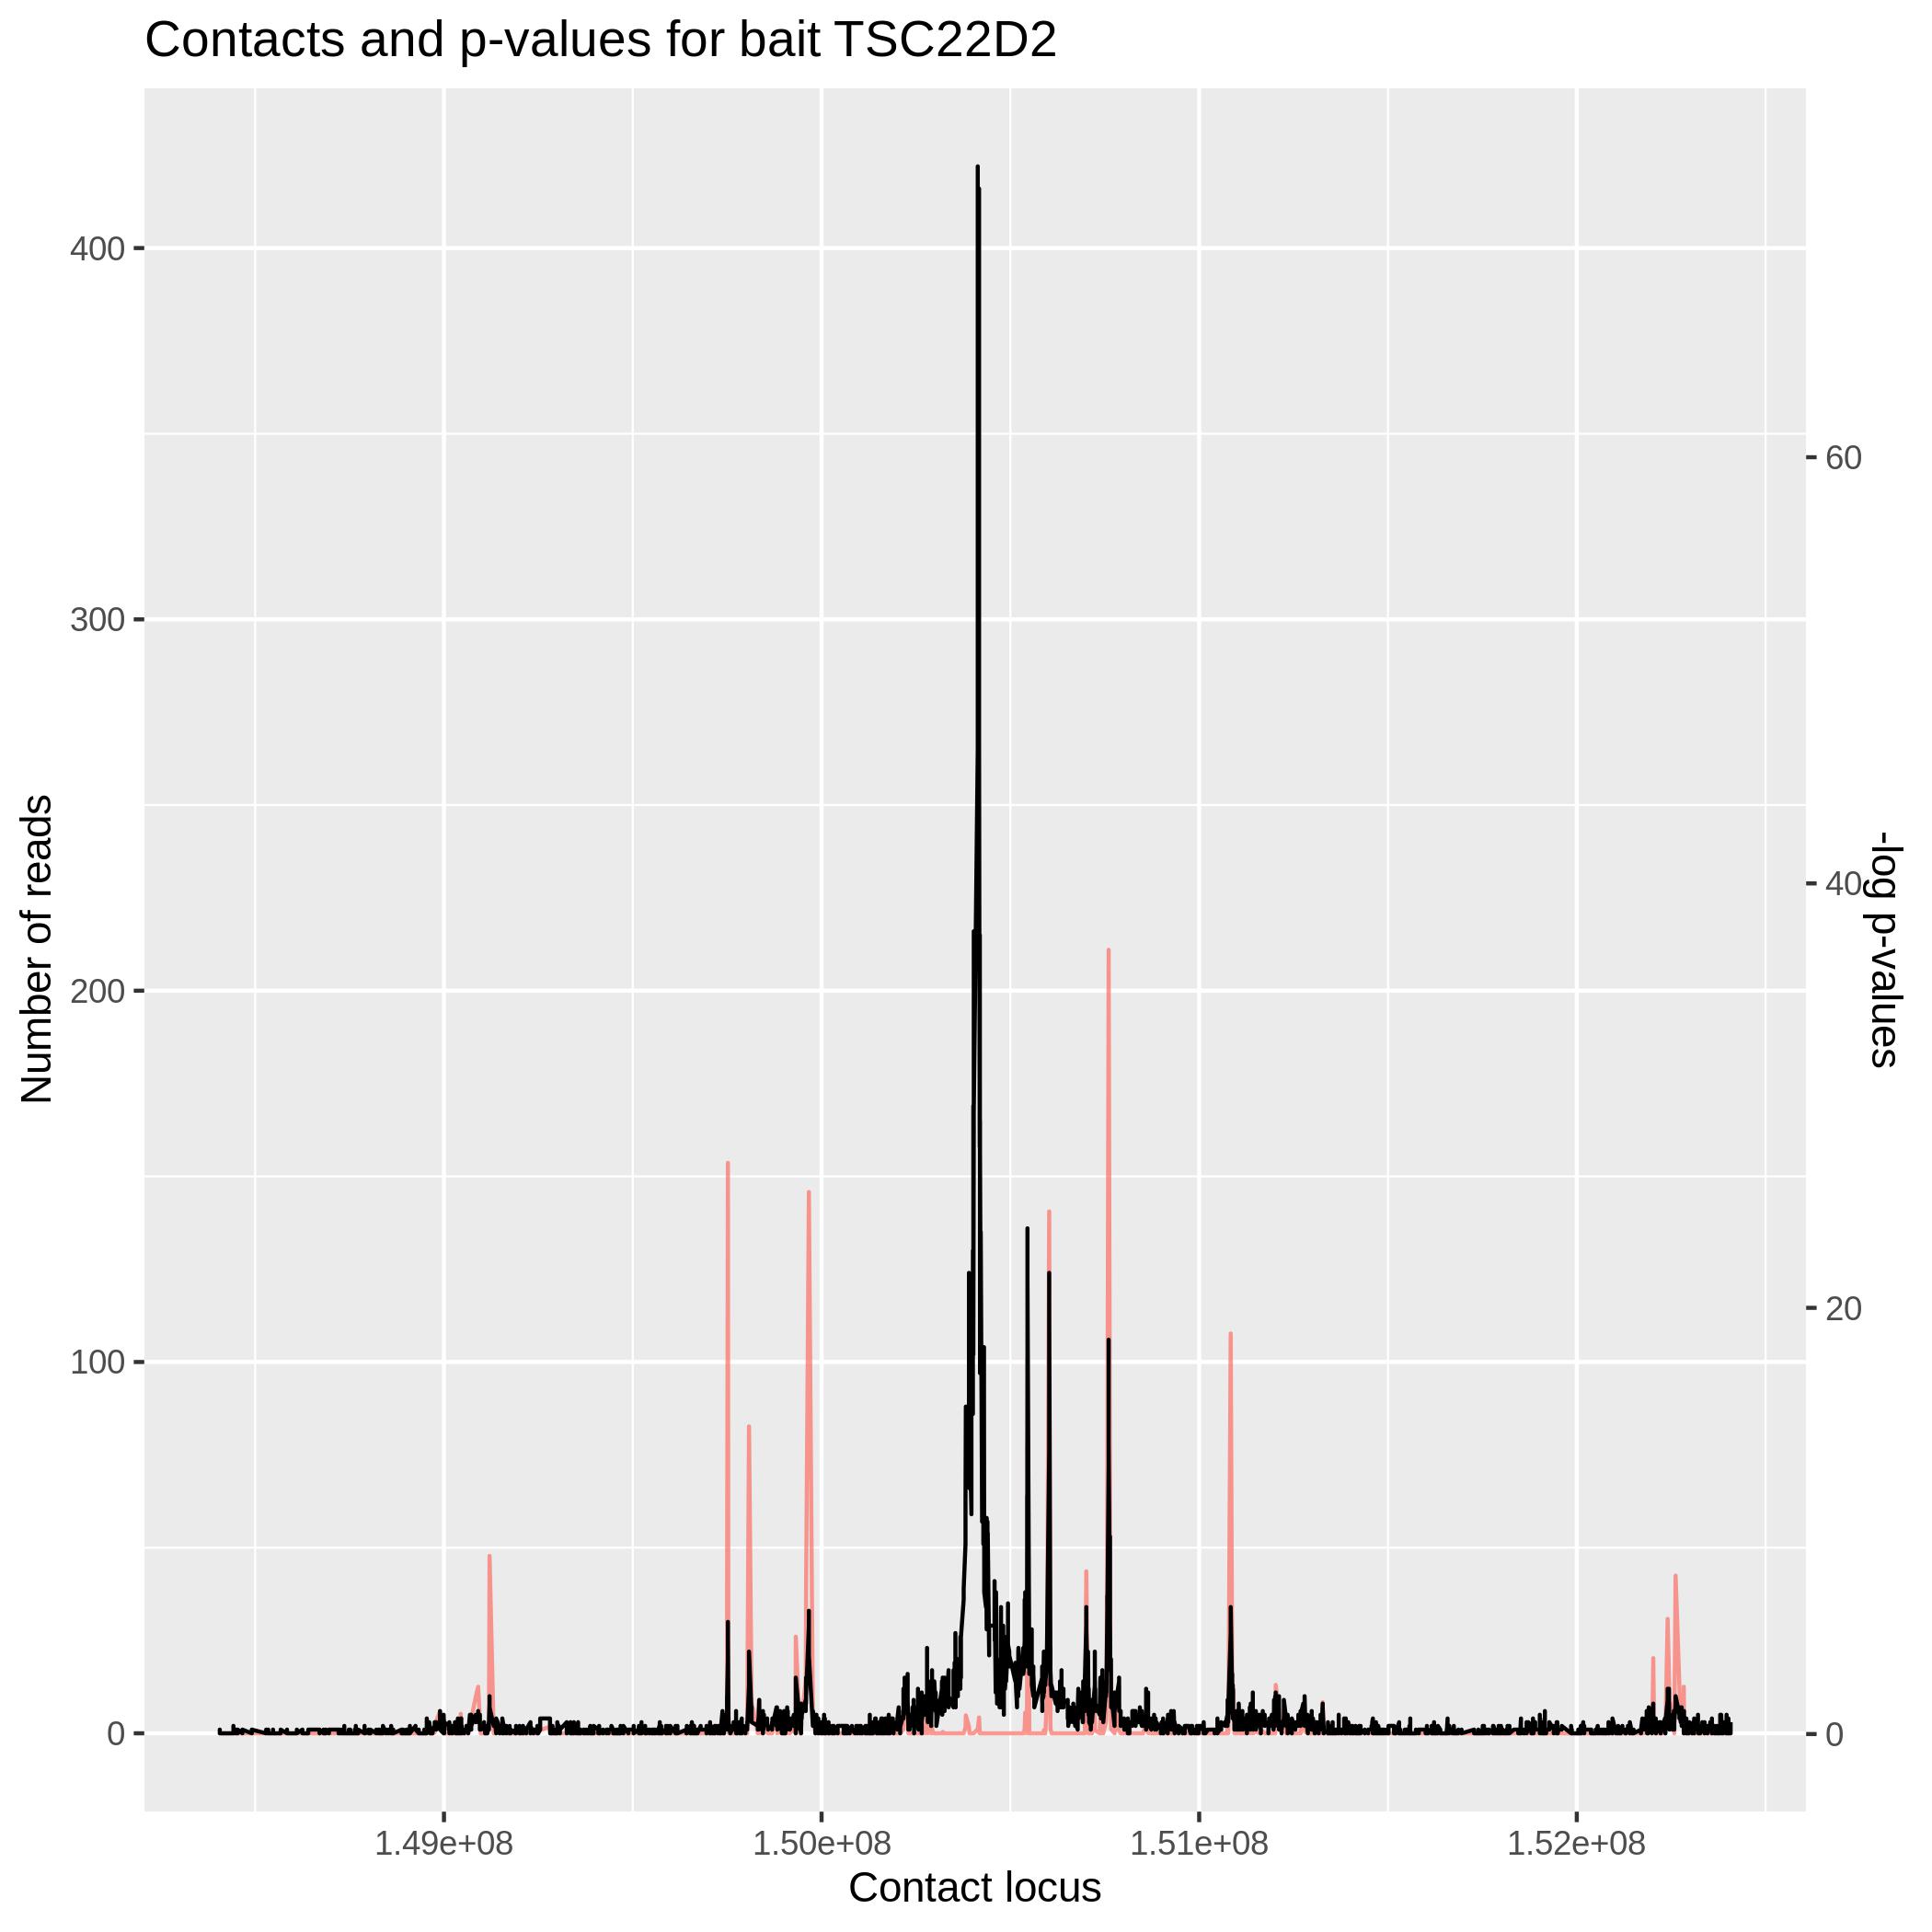 Contacts and p-values for bait TSC22D2
400
300
200
100
0
Number of reads
60
40
20
0
-log p-values
1.49e+08 1.50e+08 1.51e+08 1.52e+08
Contact locus